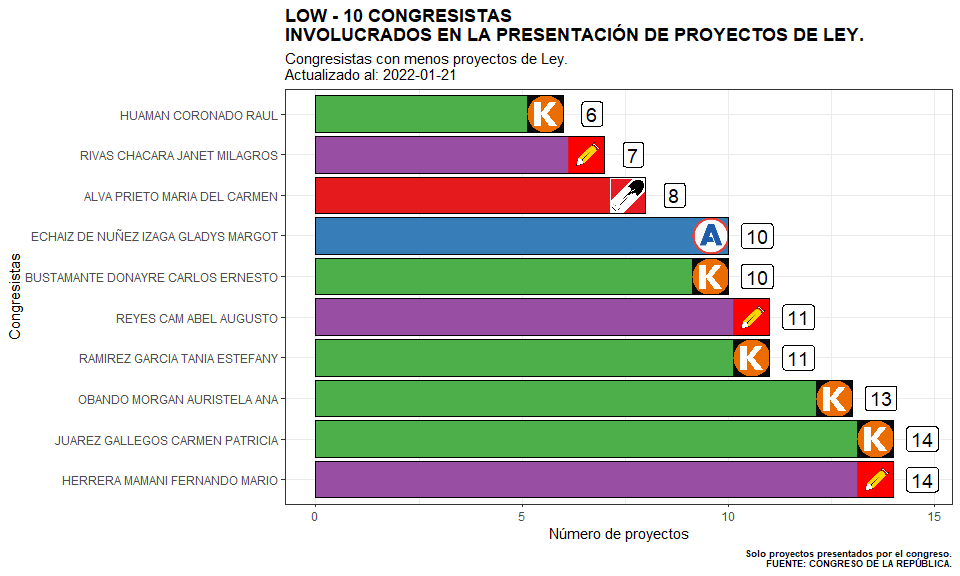 LOW - 10 CONGRESISTAS
INVOLUCRADOS EN LA PRESENTACIÓN DE PROYECTOS DE LEY.
Congresistas con menos proyectos de Ley.
Actualizado al: 2022-01-21
Congresistas
HUAMAN CORONADO RAUL K 6
RIVAS CHACARA JANET MILAGROS 7
ALVA PRIETO MARIA DEL CARMEN 8
ECHAIZ DE NUÑEZ IZAGA GLADYS MARGOT A 10
BUSTAMANTE DONAYRE CARLOS ERNESTO K 10
REYES CAM ABEL AUGUSTO 11
RAMIREZ GARCIA TANIA ESTEFANY K 11
OBANDO MORGAN AURISTELA ANA K 13
JUAREZ GALLEGOS CARMEN PATRICIA K 14
HERRERA MAMANI FERNANDO MARIO 14
0 5 10 15
Número de proyectos
Solo proyectos presentados por el congreso.
FUENTE: CONGRESO DE LA REPÚBLICA.